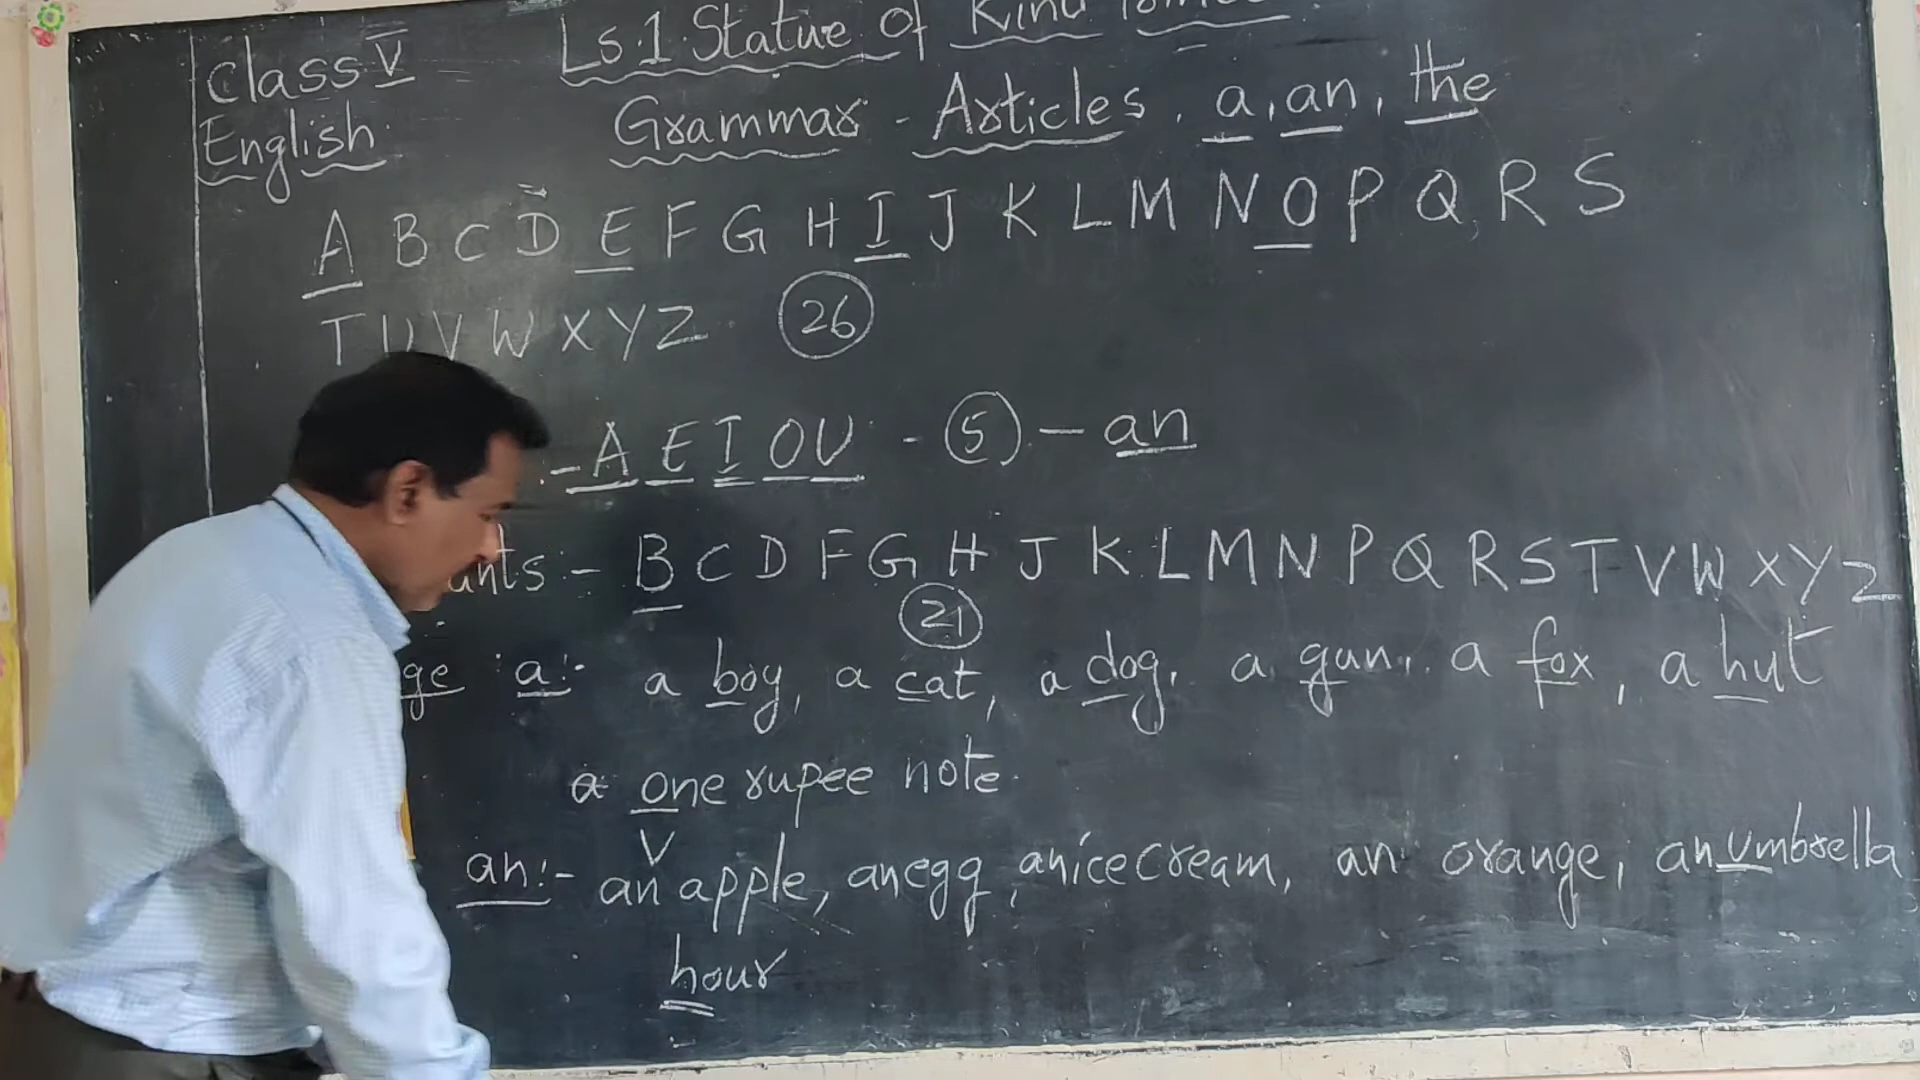 Class V
English
Ls.1. Statue of
Grammar - Articles. a, an, the
A B C D E F G H I J K L M N O P Q R S
T U V W X Y Z. 26
:- A E I O U - 5 - an
ants :- B C D F G H J K L M N P Q R S T V W X Y Z
21
ge a:- a boy, a cat, a dog, a gun, a fox, a hut
a one rupee note
V
an:- an apple, an egg, an icecream, an orange, an umbrella
hour